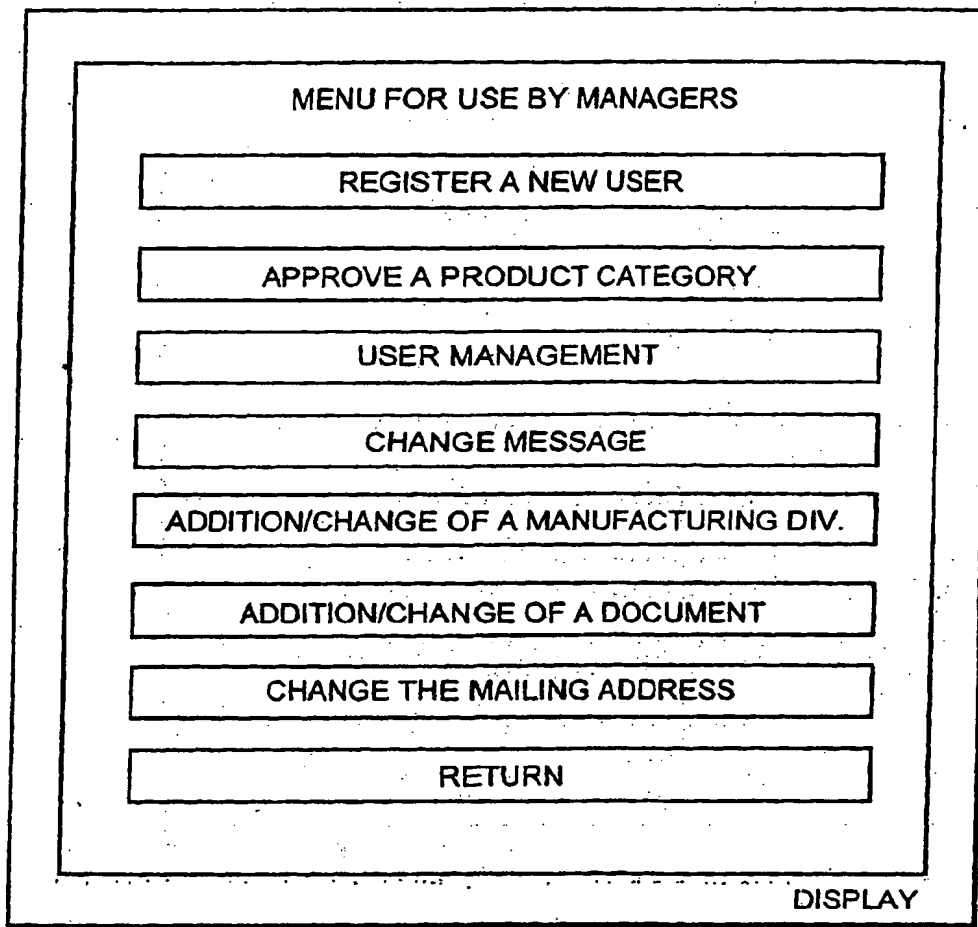 MENU FOR USE BY MANAGERS
REGISTER A NEW USER
APPROVE A PRODUCT CATEGORY
USER MANAGEMENT
CHANGE MESSAGE
ADDITION/CHANGE OF A MANUFACTURING DIV.
ADDITION/CHANGE OF A DOCUMENT
CHANGE THE MAILING ADDRESS
RETURN
DISPLAY